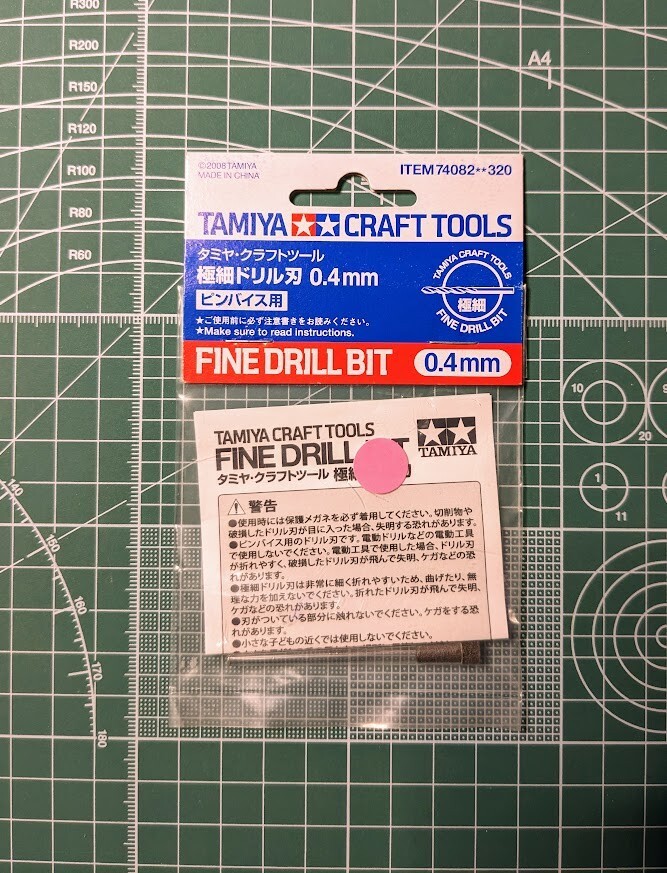 R300
R200
R150
R120
R100
R80
R60
A4
1
©2008 TAMIYA
MADE IN CHINA
ITEM 74082**320
TAMIYA CRAFT TOOLS
タミヤ・クラフトツール
極細ドリル刃 0.4mm
ピンバイス用
★ご使用前に必ず注意書きをお読みください。
★Make sure to read instructions.
TAMIYA CRAFT TOOLS
極細
FINE DRILL BIT
FINE DRILL BIT 0.4mm
TAMIYA CRAFT TOOLS
FINE DRILL
タミヤ・クラフトツール 極
TAMIYA
警告
●使用時には保護メガネを必ず着用してください。切削物や
破損したドリル刃が目に入った場合、失明する恐れがあります。
●ピンバイス用のドリル刃です。電動ドリルなどの電動工具
で使用しないでください。電動工具で使用した場合、ドリル刃
が折れやすく、破損したドリル刃が飛んで失明、ケガなどの恐
れがあります。
●極細ドリル刃は非常に細く折れやすいため、曲げたり、無
理な力を加えないでください。折れたドリル刃が飛んで失明、
ケガなどの恐れがあります。
●刃がついている部分に触れないでください。ケガをする恐
れがあります。
●小さな子どもの近くでは使用しないでください。
10
20
1
11
140
150
160
170
180